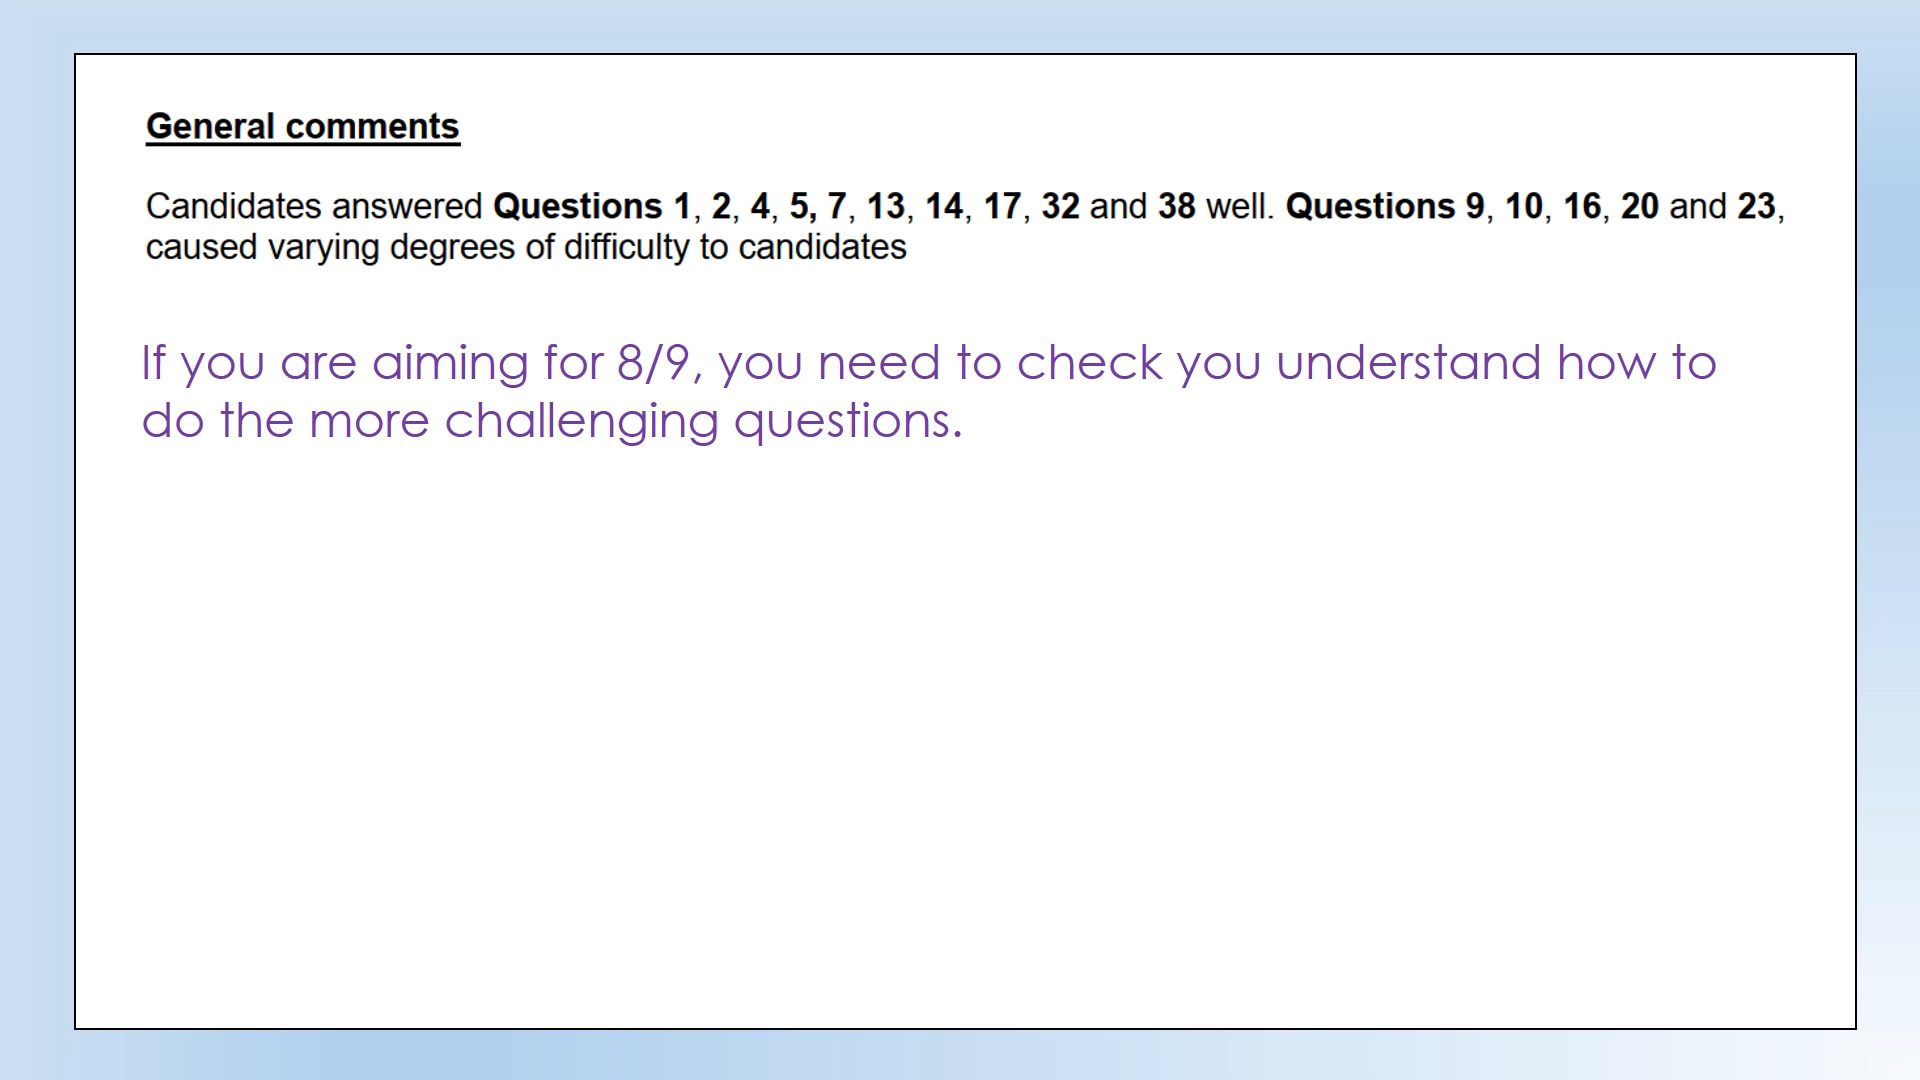 General comments
Candidates answered Questions 1, 2, 4, 5, 7, 13, 14, 17, 32 and 38 well. Questions 9, 10, 16, 20 and 23,
caused varying degrees of difficulty to candidates
If you are aiming for 8/9, you need to check you understand how to
do the more challenging questions.